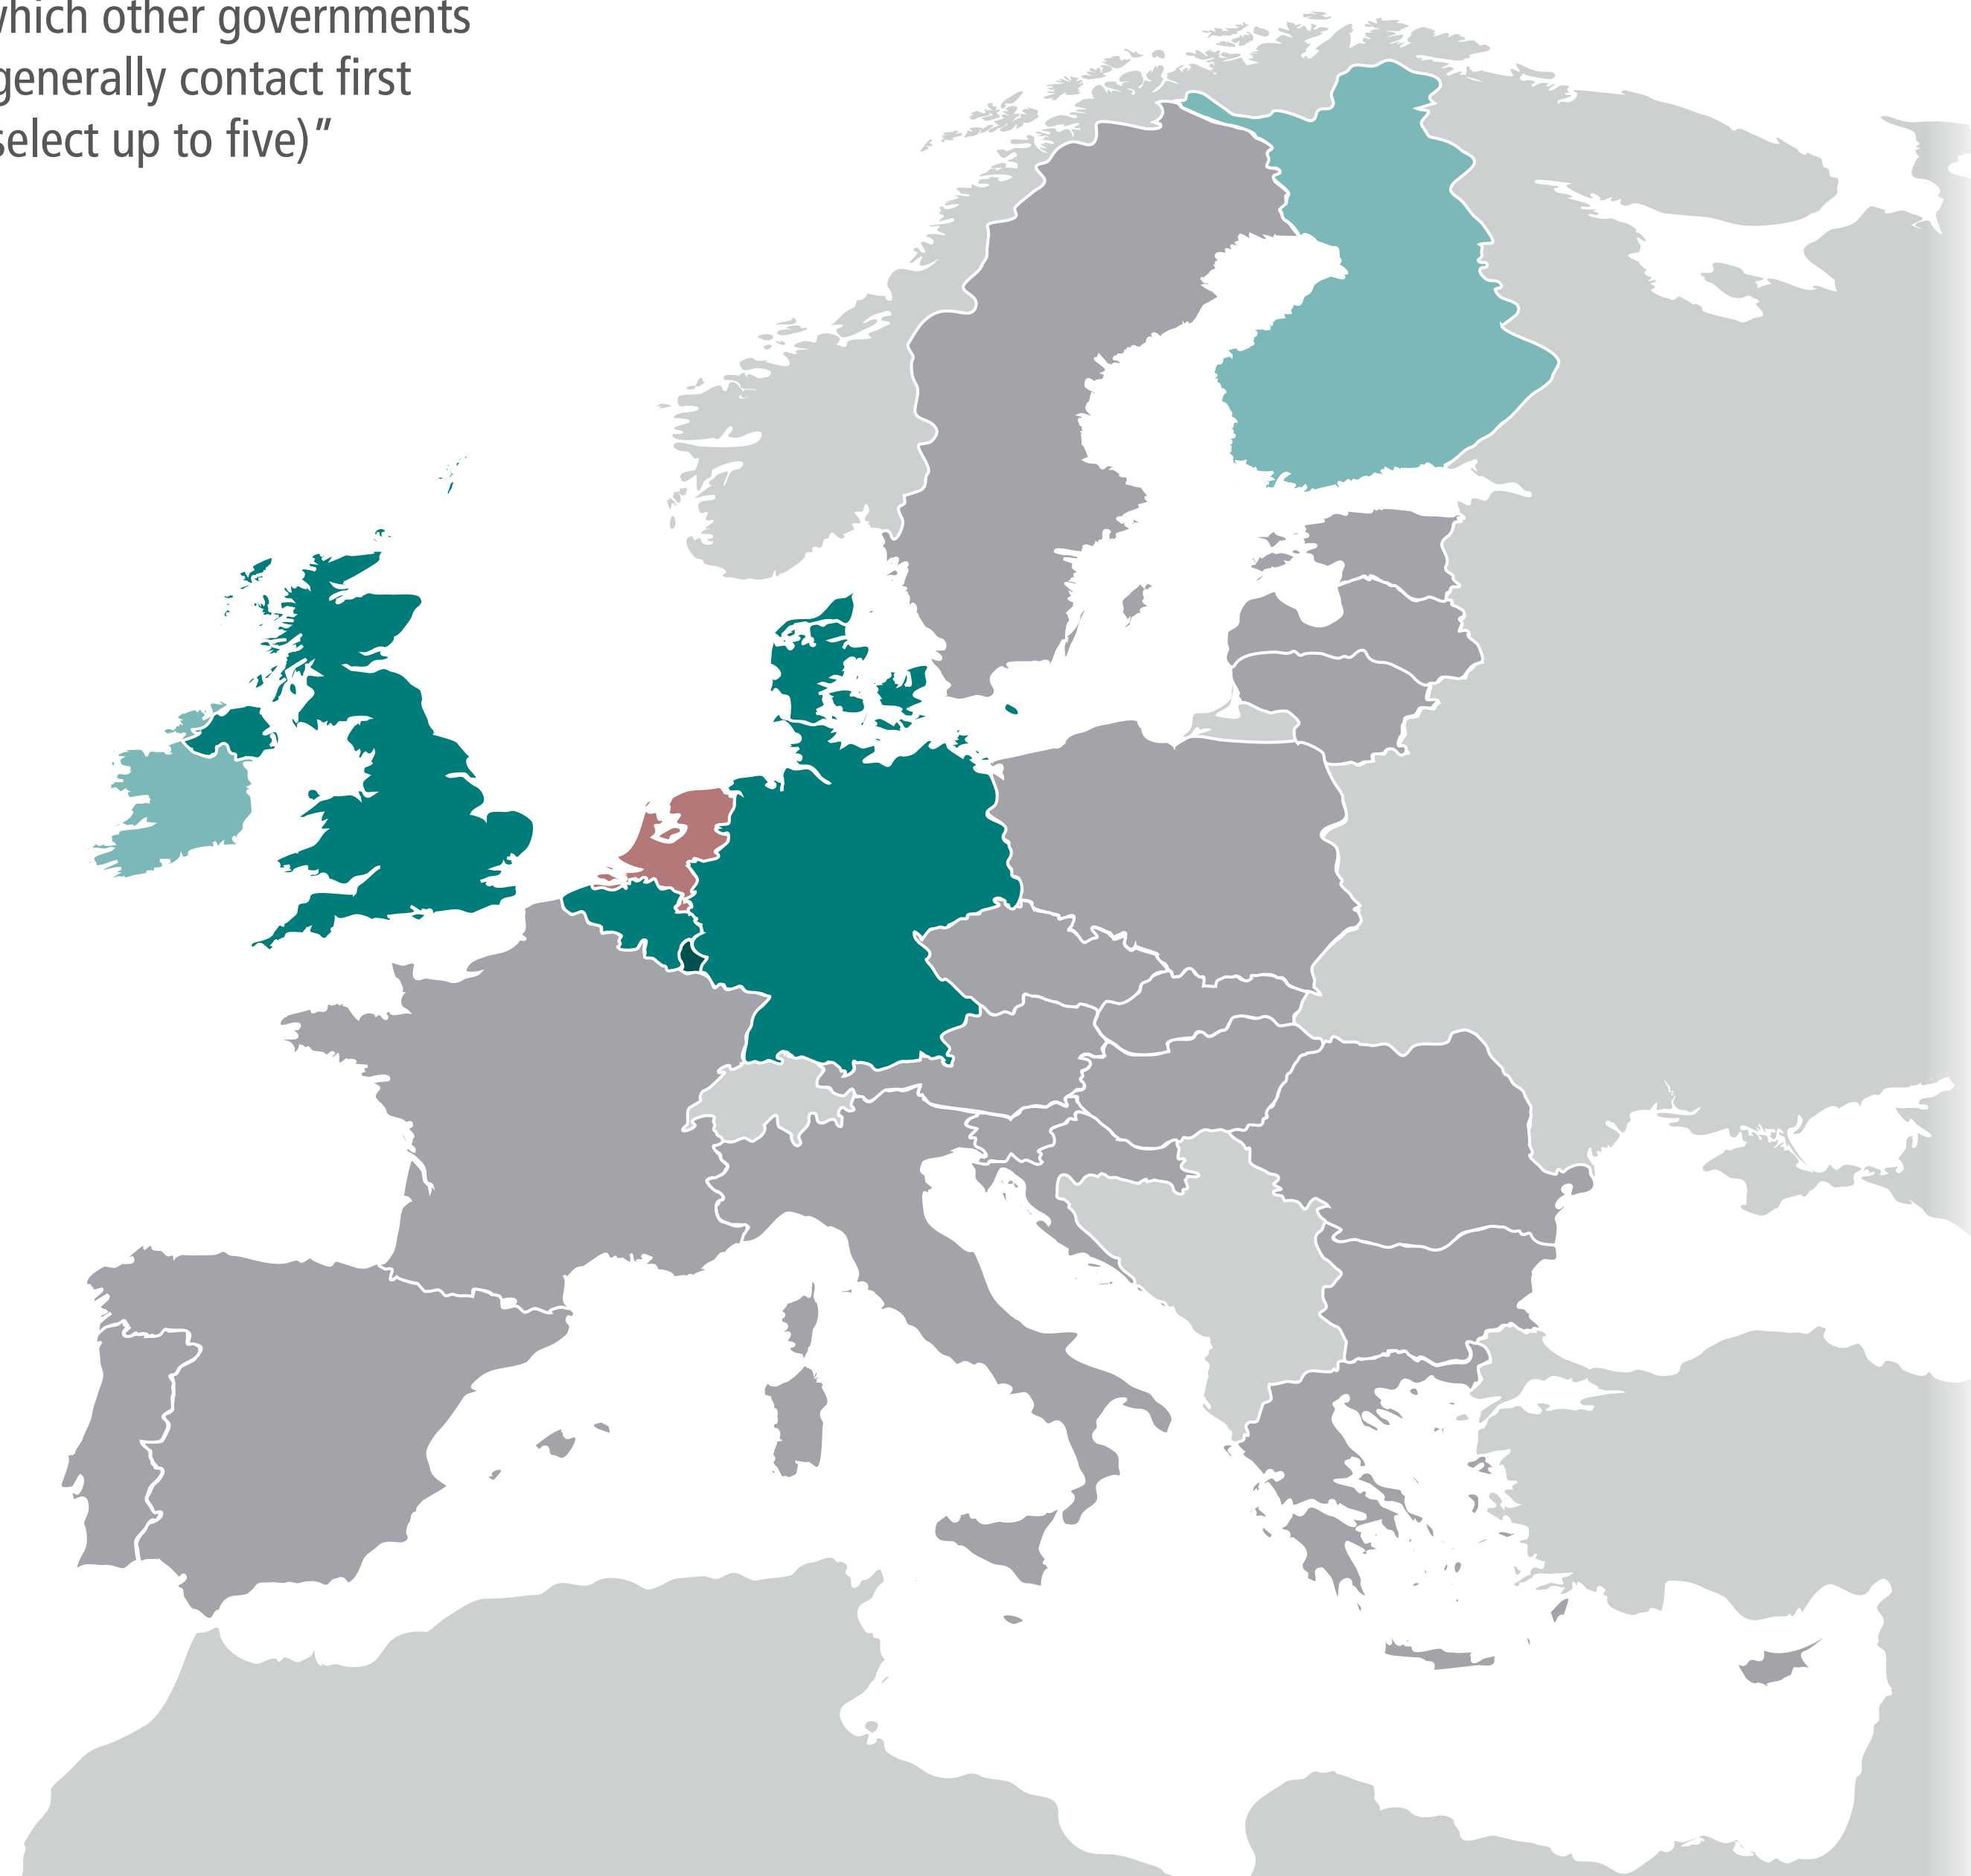 which other governments
generally contact first
select up to five)”